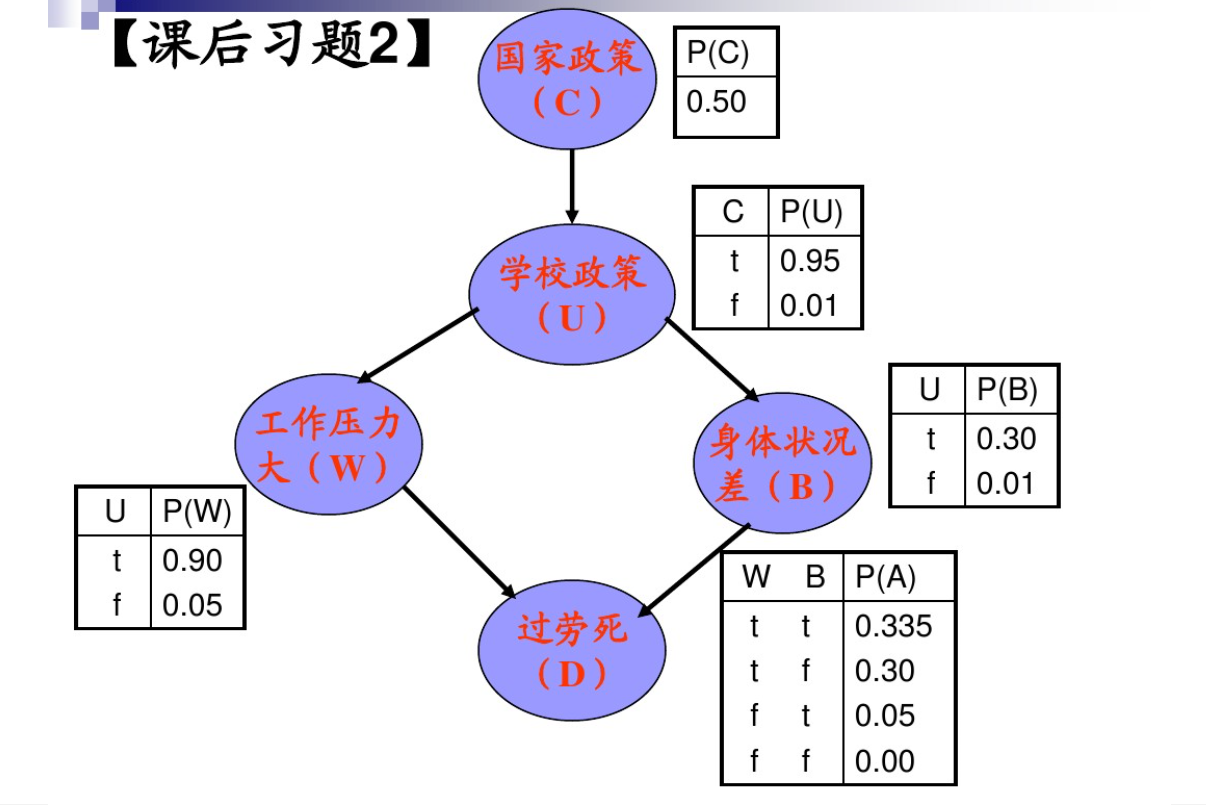 【课后习题2】
国家政策
（C）
P(C)
0.50
学校政策
（U）
C P(U)
t 0.95
f 0.01
工作压力
大（W）
U P(W)
t 0.90
f 0.05
身体状况
差（B）
U P(B)
t 0.30
f 0.01
过劳死
（D）
W B P(A)
t t 0.335
t f 0.30
f t 0.05
f f 0.00